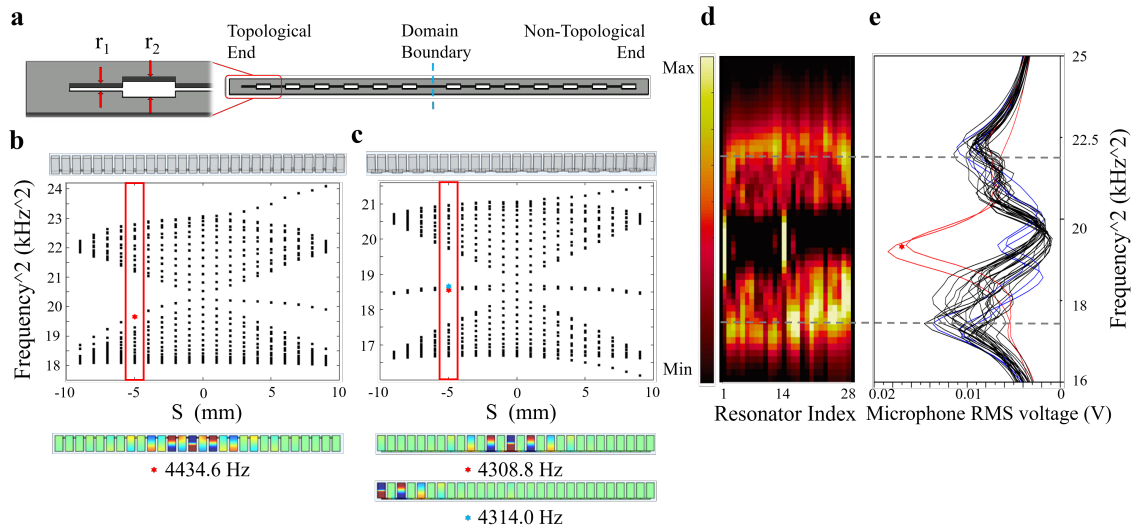 a
r1
r2
Topological
End
Domain
Boundary
Non-Topological
End
b
24
23
22
21
20
19
18
Frequency^2 (kHz^2)
-10
-5
0
5
10
S (mm)
4434.6 Hz
c
21
20
19
18
17
16
-10
-5
0
5
10
S (mm)
4308.8 Hz
4314.0 Hz
d
Max
Min
1
14
28
Resonator Index
e
25
22.5
20
18
16
Frequency^2 (kHz^2)
0.02
0.01
0
Microphone RMS voltage (V)